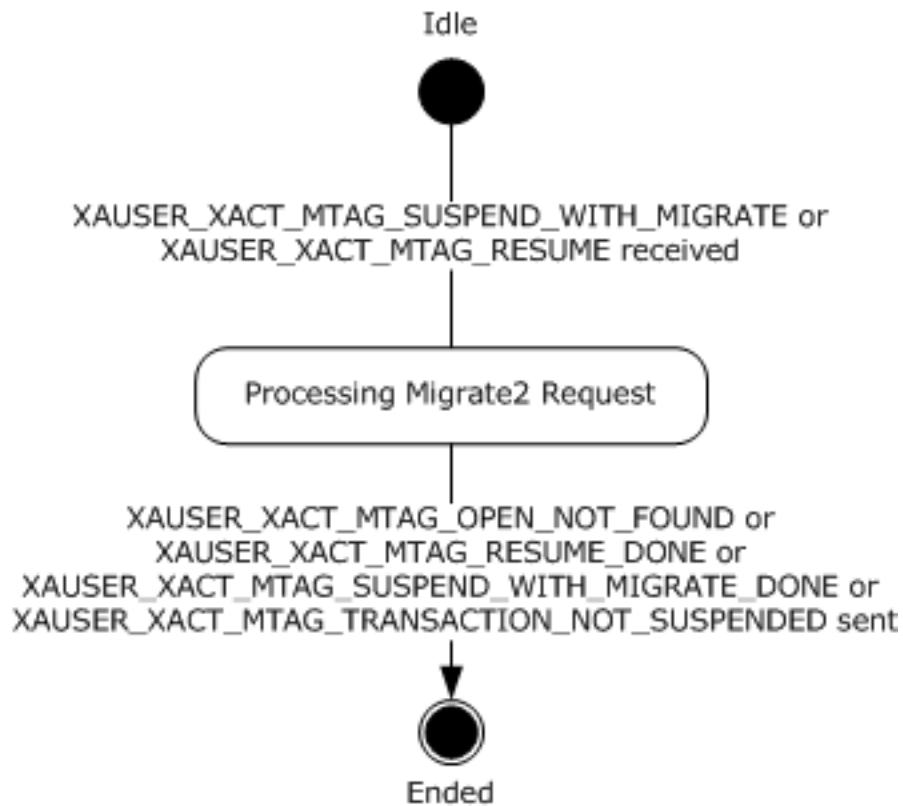 Idle
XAUSER_XACT_MTAG_SUSPEND_WITH_MIGRATE or
XAUSER_XACT_MTAG_RESUME received
Processing Migrate2 Request
XAUSER_XACT_MTAG_OPEN_NOT_FOUND or
XAUSER_XACT_MTAG_RESUME_DONE or
XAUSER_XACT_MTAG_SUSPEND_WITH_MIGRATE_DONE or
XAUSER_XACT_MTAG_TRANSACTION_NOT_SUSPENDED sent
Ended